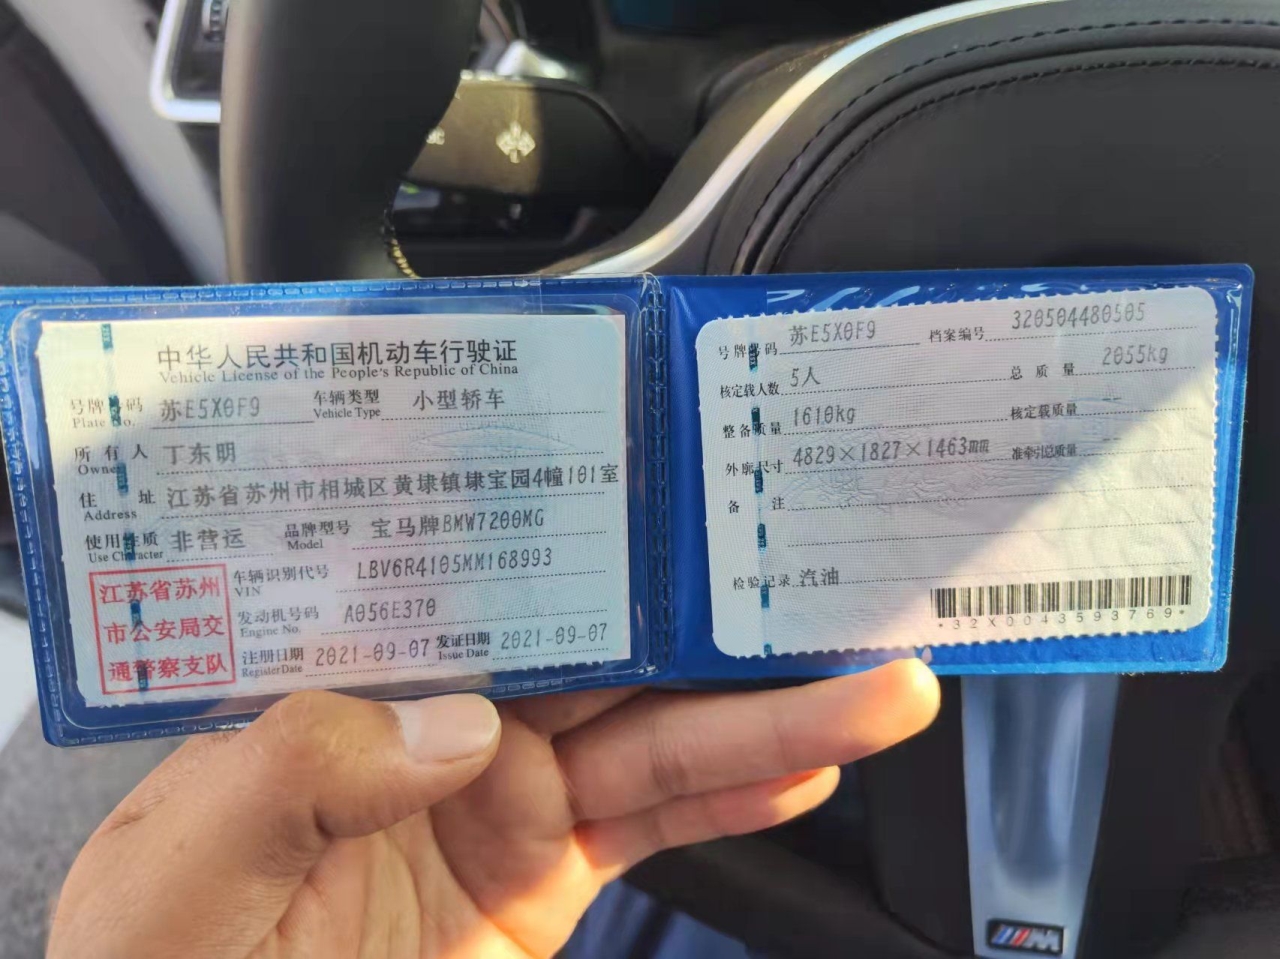 中华人民共和国机动车行驶证
Vehicle License of the People's Republic of China
号牌号码 苏E5X0F9 车辆类型 小型轿车
Plate No. Vehicle Type
所有人 丁东明
Owner
住址 江苏省苏州市相城区黄埭镇埭宝园4幢101室
Address
使用性质 非营运 品牌型号 宝马牌BMW7200MG
Use Character Model
江苏省苏州
市公安局交
通警察支队
车辆识别代号 LBV6R4105MM168993
VIN
发动机号码 A056E370
Engine No.
注册日期 2021-09-07 发证日期 2021-09-07
Register Date Issue Date
号牌号码 苏E5X0F9 档案编号 320504480505
核定载人数 5人 总质量 2055kg
整备质量 1610kg 核定载质量 --
外廓尺寸 4829×1827×1463mm 准牵引总质量 --
备注
检验记录 汽油
*32X0043593769*
M